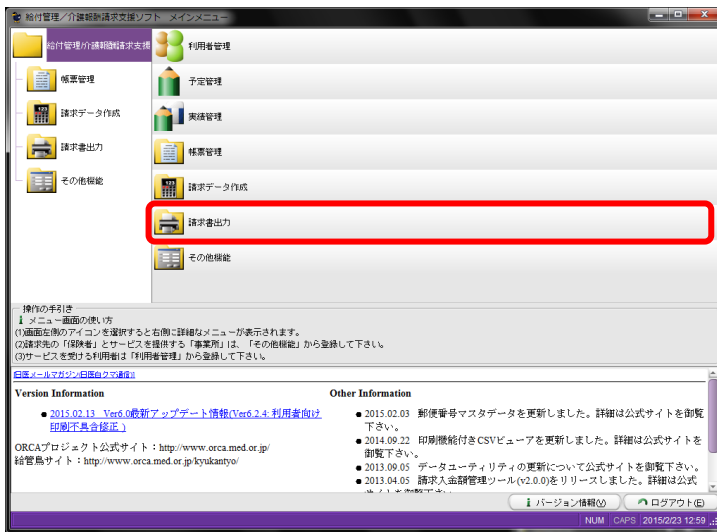 給付管理／介護報酬請求支援ソフト メインメニュー
給付管理/介護報酬請求支援
帳票管理
請求データ作成
請求書出力
その他機能
利用者管理
予定管理
実績管理
帳票管理
123
請求データ作成
請求書出力
その他機能
操作の手引き
メニュー画面の使い方
(1)画面左側のアイコンを選択すると右側に詳細なメニューが表示されます。
(2)請求先の「保険者」とサービスを提供する「事業所」は、「その他機能」から登録して下さい。
(3)サービスを受ける利用者は「利用者管理」から登録して下さい。
日医メールマガジン(日医白クマ通信)
Version Information
● 2015.02.13 Ver6.0最新アップデート情報(Ver6.2.4: 利用者向け
印刷不具合修正 )
ORCAプロジェクト公式サイト：http://www.orca.med.or.jp/
給管鳥サイト：http://www.orca.med.or.jp/kyukantyo/
Other Information
● 2015.02.03 郵便番号マスタデータを更新しました。詳細は公式サイトを御覧
下さい。
● 2014.09.22 印刷機能付きCSVビューアを更新しました。詳細は公式サイトを
御覧下さい。
● 2013.09.05 データユーティリティの更新について公式サイトを御覧下さい。
● 2013.04.05 請求入金額管理ツール(v2.0.0)をリリースしました。詳細は公式
バージョン情報(V)
ログアウト(E)
NUM CAPS 2015/2/23 12:59